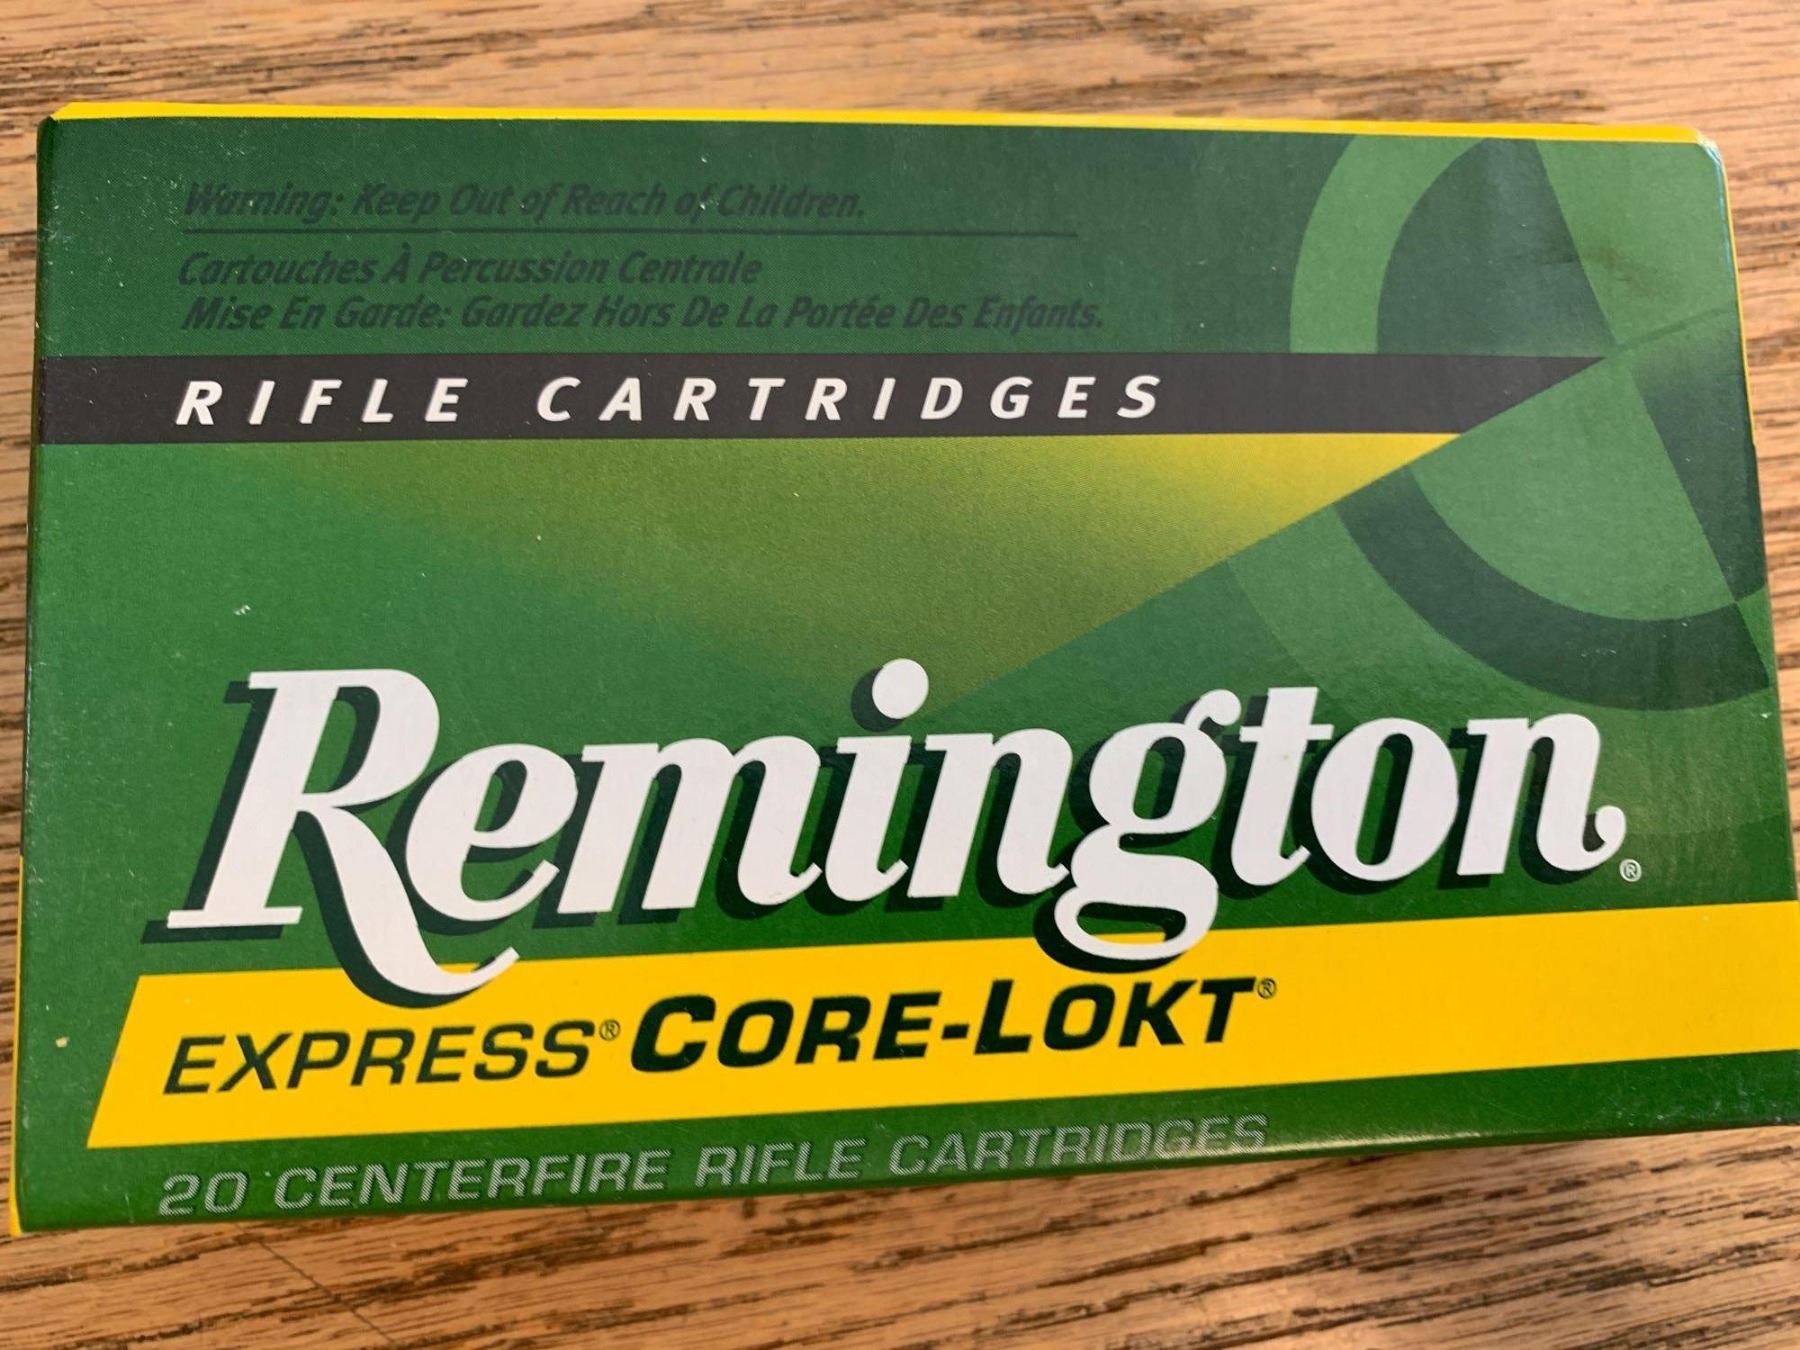 Warning: Keep Out of Reach of Children.
Cartouches À Percussion Centrale
Mise En Garde: Gardez Hors De La Portée Des Enfants.
RIFLE CARTRIDGES
Remington®
EXPRESS® CORE-LOKT®
20 CENTERFIRE RIFLE CARTRIDGES